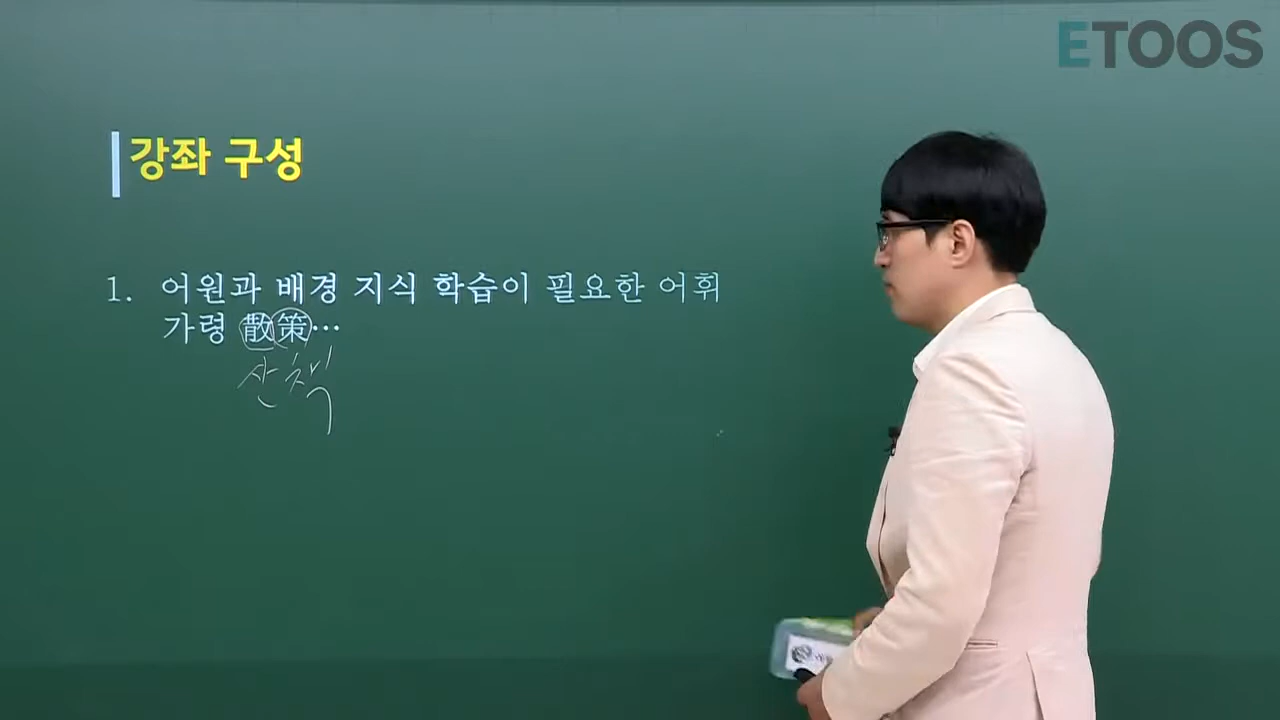 ETOOS
강좌 구성
1. 어원과 배경 지식 학습이 필요한 어휘
가령 散策…
산책